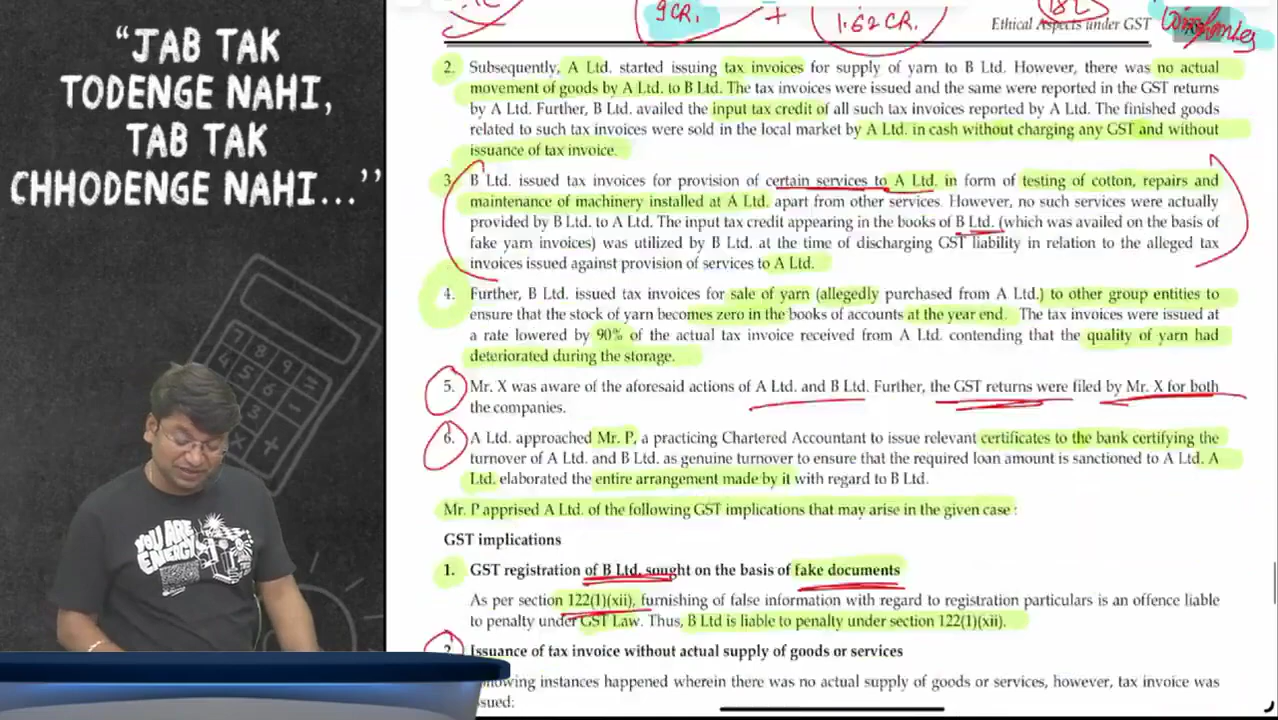 “JAB TAK
TODENGE NAHI,
TAB TAK
CHHODENGE NAHI...’’
YOU ARE
ENERGY
9 CR.
+
1.62 CR.
182
Companies
Ethical Aspects under GST
2. Subsequently, A Ltd. started issuing tax invoices for supply of yarn to B Ltd. However, there was no actual
movement of goods by A Ltd. to B Ltd. The tax invoices were issued and the same were reported in the GST returns
by A Ltd. Further, B Ltd. availed the input tax credit of all such tax invoices reported by A Ltd. The finished goods
related to such tax invoices were sold in the local market by A Ltd. in cash without charging any GST and without
issuance of tax invoice.
3. B Ltd. issued tax invoices for provision of certain services to A Ltd. in form of testing of cotton, repairs and
maintenance of machinery installed at A Ltd. apart from other services. However, no such services were actually
provided by B Ltd. to A Ltd. The input tax credit appearing in the books of B Ltd. (which was availed on the basis of
fake yarn invoices) was utilized by B Ltd. at the time of discharging GST liability in relation to the alleged tax
invoices issued against provision of services to A Ltd.
4. Further, B Ltd. issued tax invoices for sale of yarn (allegedly purchased from A Ltd.) to other group entities to
ensure that the stock of yarn becomes zero in the books of accounts at the year end. The tax invoices were issued at
a rate lowered by 90% of the actual tax invoice received from A Ltd. contending that the quality of yarn had
deteriorated during the storage.
5. Mr. X was aware of the aforesaid actions of A Ltd. and B Ltd. Further, the GST returns were filed by Mr. X for both
the companies.
6. A Ltd. approached Mr. P, a practicing Chartered Accountant to issue relevant certificates to the bank certifying the
turnover of A Ltd. and B Ltd. as genuine turnover to ensure that the required loan amount is sanctioned to A Ltd. A
Ltd. elaborated the entire arrangement made by it with regard to B Ltd.
Mr. P apprised A Ltd. of the following GST implications that may arise in the given case :
GST implications
1. GST registration of B Ltd. sought on the basis of fake documents
As per section 122(1)(xii), furnishing of false information with regard to registration particulars is an offence liable
to penalty under GST Law. Thus, B Ltd is liable to penalty under section 122(1)(xii).
2. Issuance of tax invoice without actual supply of goods or services
instances happened wherein there was no actual supply of goods or services, however, tax invoice was